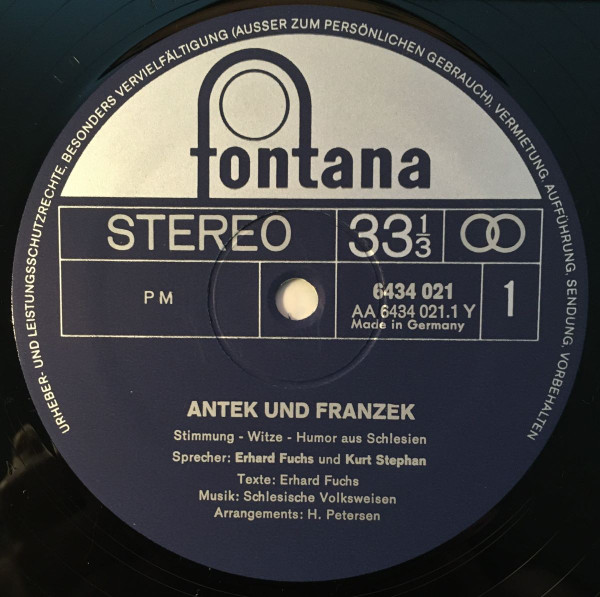 URHEBER- UND LEISTUNGSSCHUTZRECHTE, BESONDERS VERVIELFÄLTIGUNG (AUSSER ZUM PERSÖNLICHEN GEBRAUCH), VERMIETUNG, AUFFÜHRUNG, SENDUNG, VORBEHALTEN
fontana
STEREO 33 1/3
PM
6434 021
AA 6434 021.1 Y
Made in Germany
1
ANTEK UND FRANZEK
Stimmung - Witze - Humor aus Schlesien
Sprecher: Erhard Fuchs und Kurt Stephan
Texte: Erhard Fuchs
Musik: Schlesische Volksweisen
Arrangements: H. Petersen